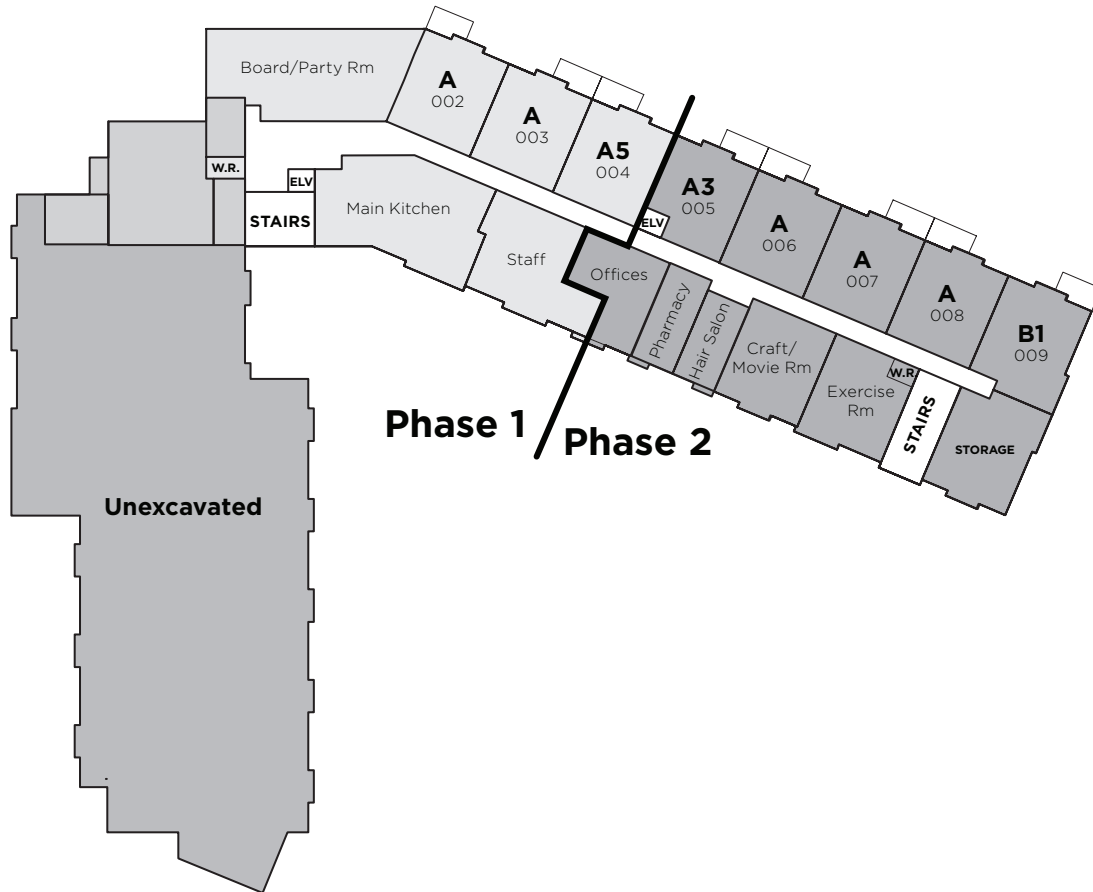 Board/Party Rm
A
002
A
003
A5
004
A3
005
A
006
A
007
A
008
B1
009
W.R.
ELV
STAIRS
Main Kitchen
Staff
ELV
Offices
Pharmacy
Hair Salon
Craft/
Movie Rm
Exercise
Rm
W.R.
STAIRS
STORAGE
Phase 1
Phase 2
Unexcavated